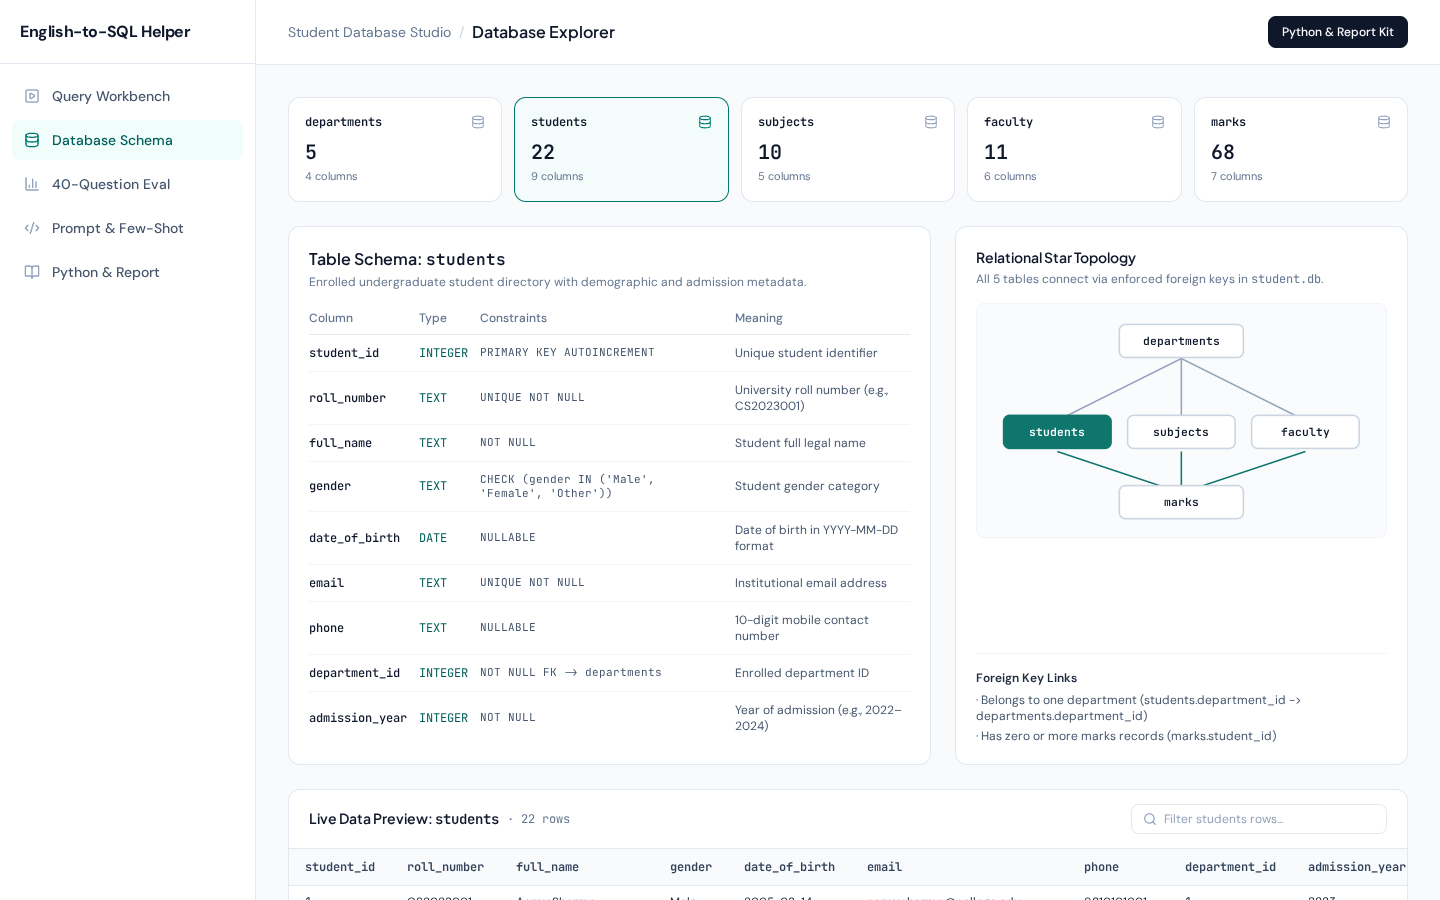 English-to-SQL Helper
Query Workbench
Database Schema
40-Question Eval
Prompt & Few-Shot
Python & Report
Student Database Studio / Database Explorer
Python & Report Kit
departments
5
4 columns
students
22
9 columns
subjects
10
5 columns
faculty
11
6 columns
marks
68
7 columns
Table Schema: students
Enrolled undergraduate student directory with demographic and admission metadata.
Column Type Constraints Meaning
student_id INTEGER PRIMARY KEY AUTOINCREMENT Unique student identifier
roll_number TEXT UNIQUE NOT NULL University roll number (e.g.,
CS2023001)
full_name TEXT NOT NULL Student full legal name
gender TEXT CHECK (gender IN ('Male',
'Female', 'Other')) Student gender category
date_of_birth DATE NULLABLE Date of birth in YYYY-MM-DD
format
email TEXT UNIQUE NOT NULL Institutional email address
phone TEXT NULLABLE 10-digit mobile contact
number
department_id INTEGER NOT NULL FK → departments Enrolled department ID
admission_year INTEGER NOT NULL Year of admission (e.g., 2022–
2024)
Relational Star Topology
All 5 tables connect via enforced foreign keys in student.db.
departments
students subjects faculty
marks
Foreign Key Links
· Belongs to one department (students.department_id ->
departments.department_id)
· Has zero or more marks records (marks.student_id)
Live Data Preview: students · 22 rows
Filter students rows...
student_id roll_number full_name gender date_of_birth email phone department_id admission_year